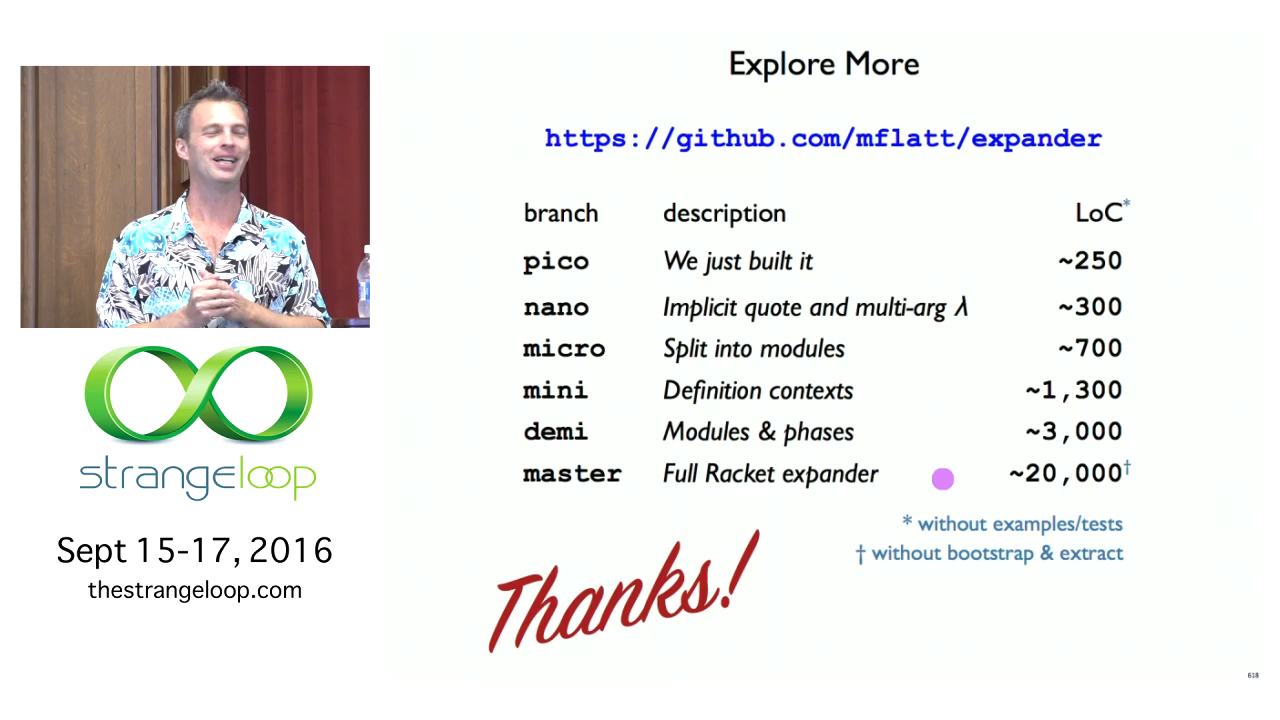 Explore More
https://github.com/mflatt/expander
branch description LoC*
pico We just built it ~250
nano Implicit quote and multi-arg λ ~300
micro Split into modules ~700
mini Definition contexts ~1,300
demi Modules & phases ~3,000
master Full Racket expander ~20,000†
* without examples/tests
† without bootstrap & extract
Thanks!
618
strangeloop
Sept 15-17, 2016
thestrangeloop.com